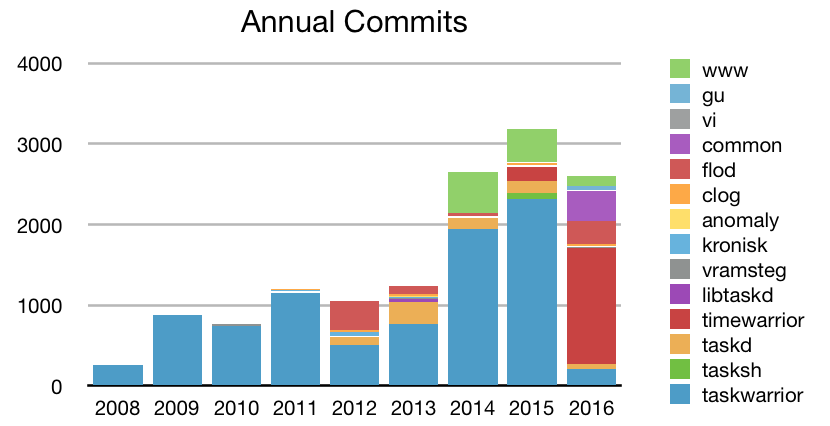 Annual Commits
4000
3000
2000
1000
0
2008 2009 2010 2011 2012 2013 2014 2015 2016
www
gu
vi
common
flod
clog
anomaly
kronisk
vramsteg
libtaskd
timewarrior
taskd
tasksh
taskwarrior